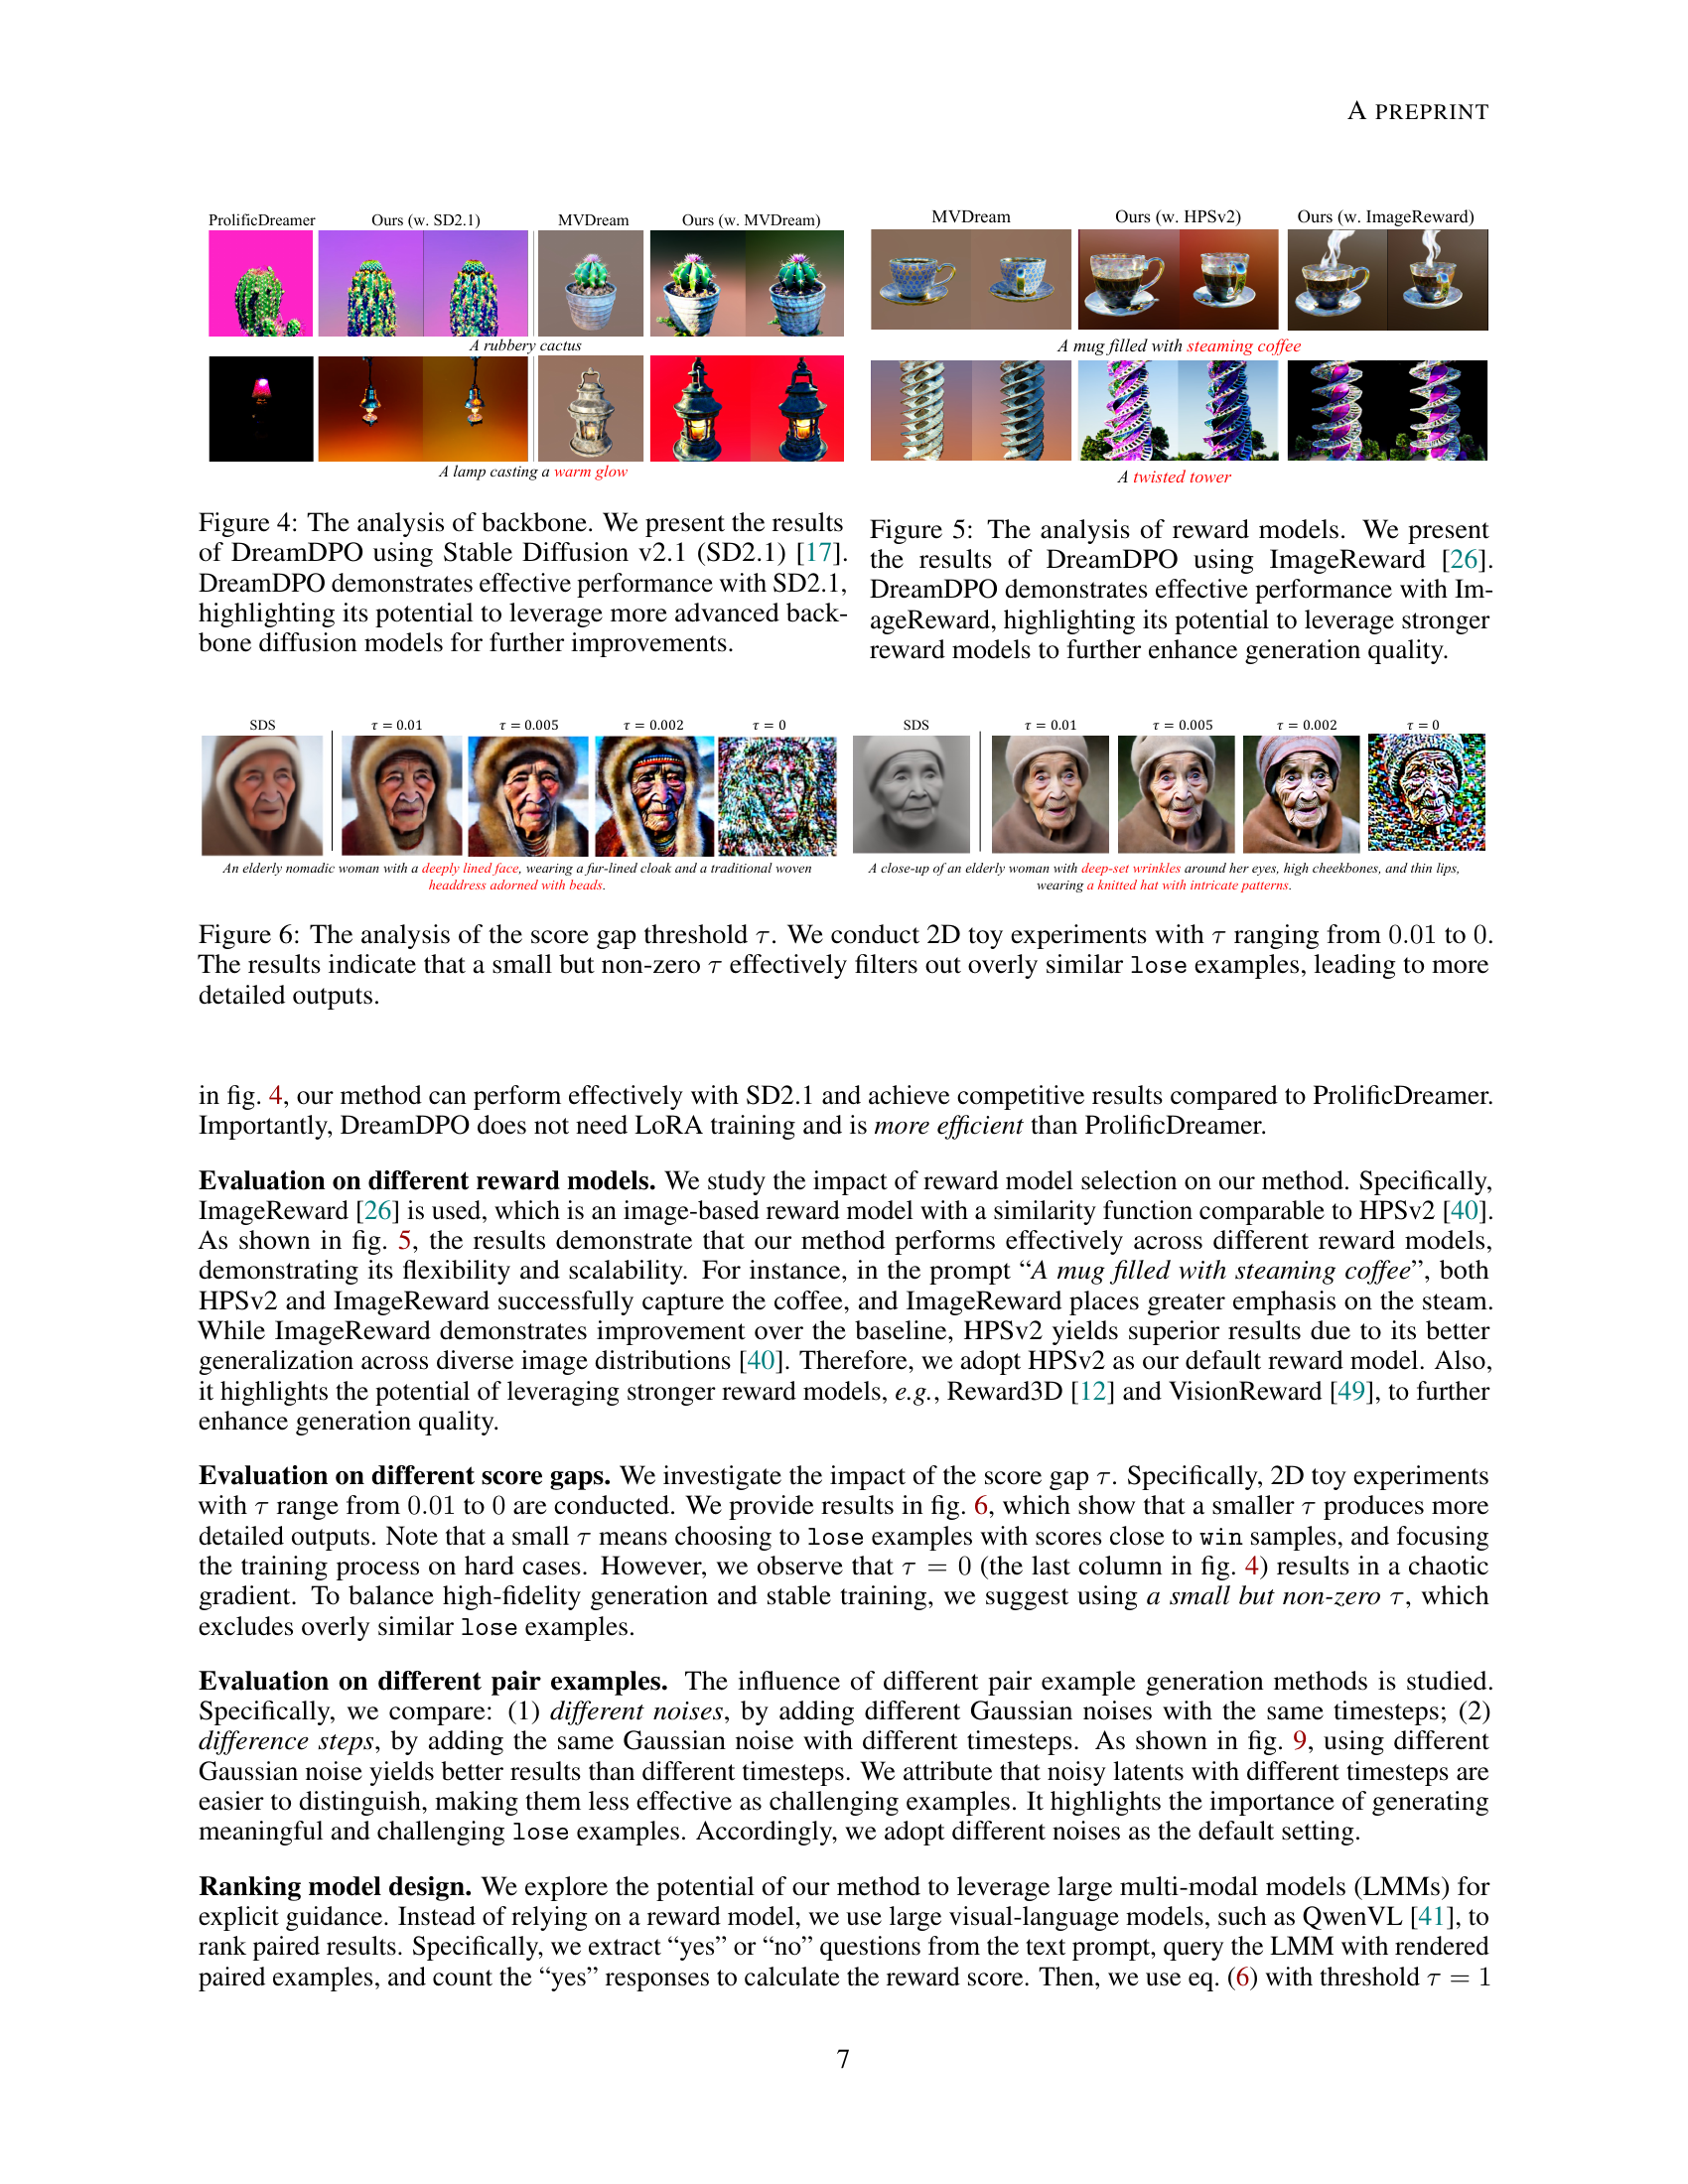 A PREPRINT
ProlificDreamer Ours (w. SD2.1) MVDream Ours (w. MVDream)
A rubbery cactus
A lamp casting a warm glow
MVDream Ours (w. HPSv2) Ours (w. ImageReward)
A mug filled with steaming coffee
A twisted tower
Figure 4: The analysis of backbone. We present the results
of DreamDPO using Stable Diffusion v2.1 (SD2.1) [17].
DreamDPO demonstrates effective performance with SD2.1,
highlighting its potential to leverage more advanced back-
bone diffusion models for further improvements.
Figure 5: The analysis of reward models. We present
the results of DreamDPO using ImageReward [26].
DreamDPO demonstrates effective performance with Im-
ageReward, highlighting its potential to leverage stronger
reward models to further enhance generation quality.
SDS τ = 0.01 τ = 0.005 τ = 0.002 τ = 0
An elderly nomadic woman with a deeply lined face, wearing a fur-lined cloak and a traditional woven
headdress adorned with beads.
SDS τ = 0.01 τ = 0.005 τ = 0.002 τ = 0
A close-up of an elderly woman with deep-set wrinkles around her eyes, high cheekbones, and thin lips,
wearing a knitted hat with intricate patterns.
Figure 6: The analysis of the score gap threshold τ. We conduct 2D toy experiments with τ ranging from 0.01 to 0.
The results indicate that a small but non-zero τ effectively filters out overly similar lose examples, leading to more
detailed outputs.
in fig. 4, our method can perform effectively with SD2.1 and achieve competitive results compared to ProlificDreamer.
Importantly, DreamDPO does not need LoRA training and is more efficient than ProlificDreamer.
Evaluation on different reward models. We study the impact of reward model selection on our method. Specifically,
ImageReward [26] is used, which is an image-based reward model with a similarity function comparable to HPSv2 [40].
As shown in fig. 5, the results demonstrate that our method performs effectively across different reward models,
demonstrating its flexibility and scalability. For instance, in the prompt “A mug filled with steaming coffee”, both
HPSv2 and ImageReward successfully capture the coffee, and ImageReward places greater emphasis on the steam.
While ImageReward demonstrates improvement over the baseline, HPSv2 yields superior results due to its better
generalization across diverse image distributions [40]. Therefore, we adopt HPSv2 as our default reward model. Also,
it highlights the potential of leveraging stronger reward models, e.g., Reward3D [12] and VisionReward [49], to further
enhance generation quality.
Evaluation on different score gaps. We investigate the impact of the score gap τ. Specifically, 2D toy experiments
with τ range from 0.01 to 0 are conducted. We provide results in fig. 6, which show that a smaller τ produces more
detailed outputs. Note that a small τ means choosing to lose examples with scores close to win samples, and focusing
the training process on hard cases. However, we observe that τ = 0 (the last column in fig. 4) results in a chaotic
gradient. To balance high-fidelity generation and stable training, we suggest using a small but non-zero τ, which
excludes overly similar lose examples.
Evaluation on different pair examples. The influence of different pair example generation methods is studied.
Specifically, we compare: (1) different noises, by adding different Gaussian noises with the same timesteps; (2)
difference steps, by adding the same Gaussian noise with different timesteps. As shown in fig. 9, using different
Gaussian noise yields better results than different timesteps. We attribute that noisy latents with different timesteps are
easier to distinguish, making them less effective as challenging examples. It highlights the importance of generating
meaningful and challenging lose examples. Accordingly, we adopt different noises as the default setting.
Ranking model design. We explore the potential of our method to leverage large multi-modal models (LMMs) for
explicit guidance. Instead of relying on a reward model, we use large visual-language models, such as QwenVL [41], to
rank paired results. Specifically, we extract “yes” or “no” questions from the text prompt, query the LMM with rendered
paired examples, and count the “yes” responses to calculate the reward score. Then, we use eq. (6) with threshold τ = 1
7